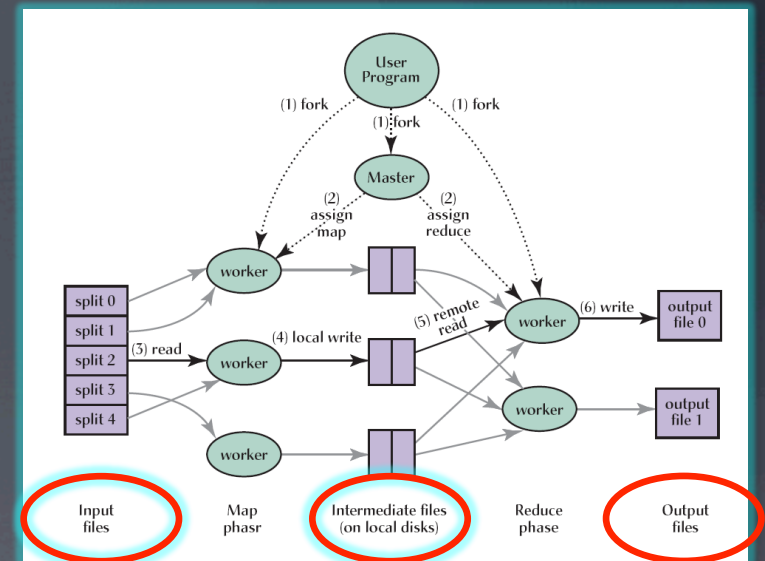 User
Program
(1) fork
(1) fork
(1) fork
Master
(2)
assign
map
(2)
assign
reduce
worker
split 0
split 1
split 2
split 3
split 4
(3) read
worker
(4) local write
(5) remote
read
worker
(6) write
output
file 0
worker
output
file 1
worker
Input
files
Map
phasr
Intermediate files
(on local disks)
Reduce
phase
Output
files